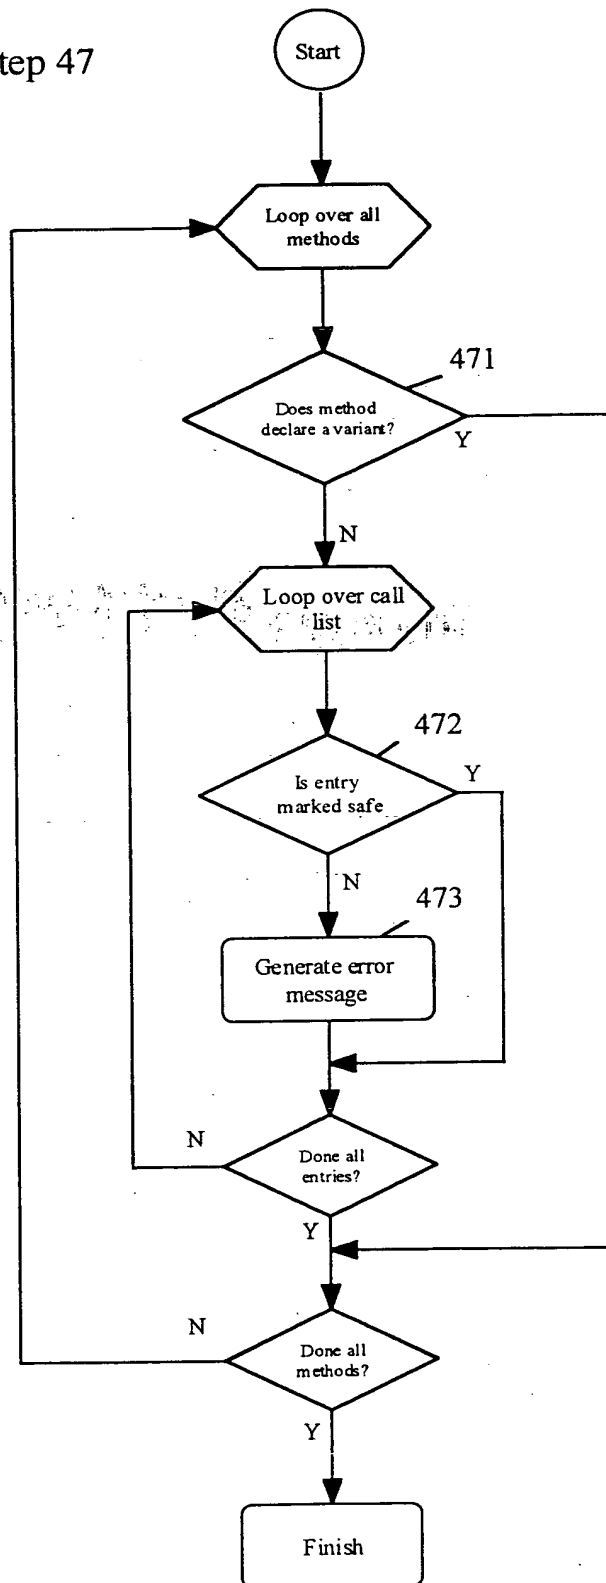 tep 47
Start
Loop over all
methods
471
Does method
declare a variant?
Y
N
Loop over call
list
472
Is entry
marked safe
Y
N
473
Generate error
message
N
Done all
entries?
Y
N
Done all
methods?
Y
Finish